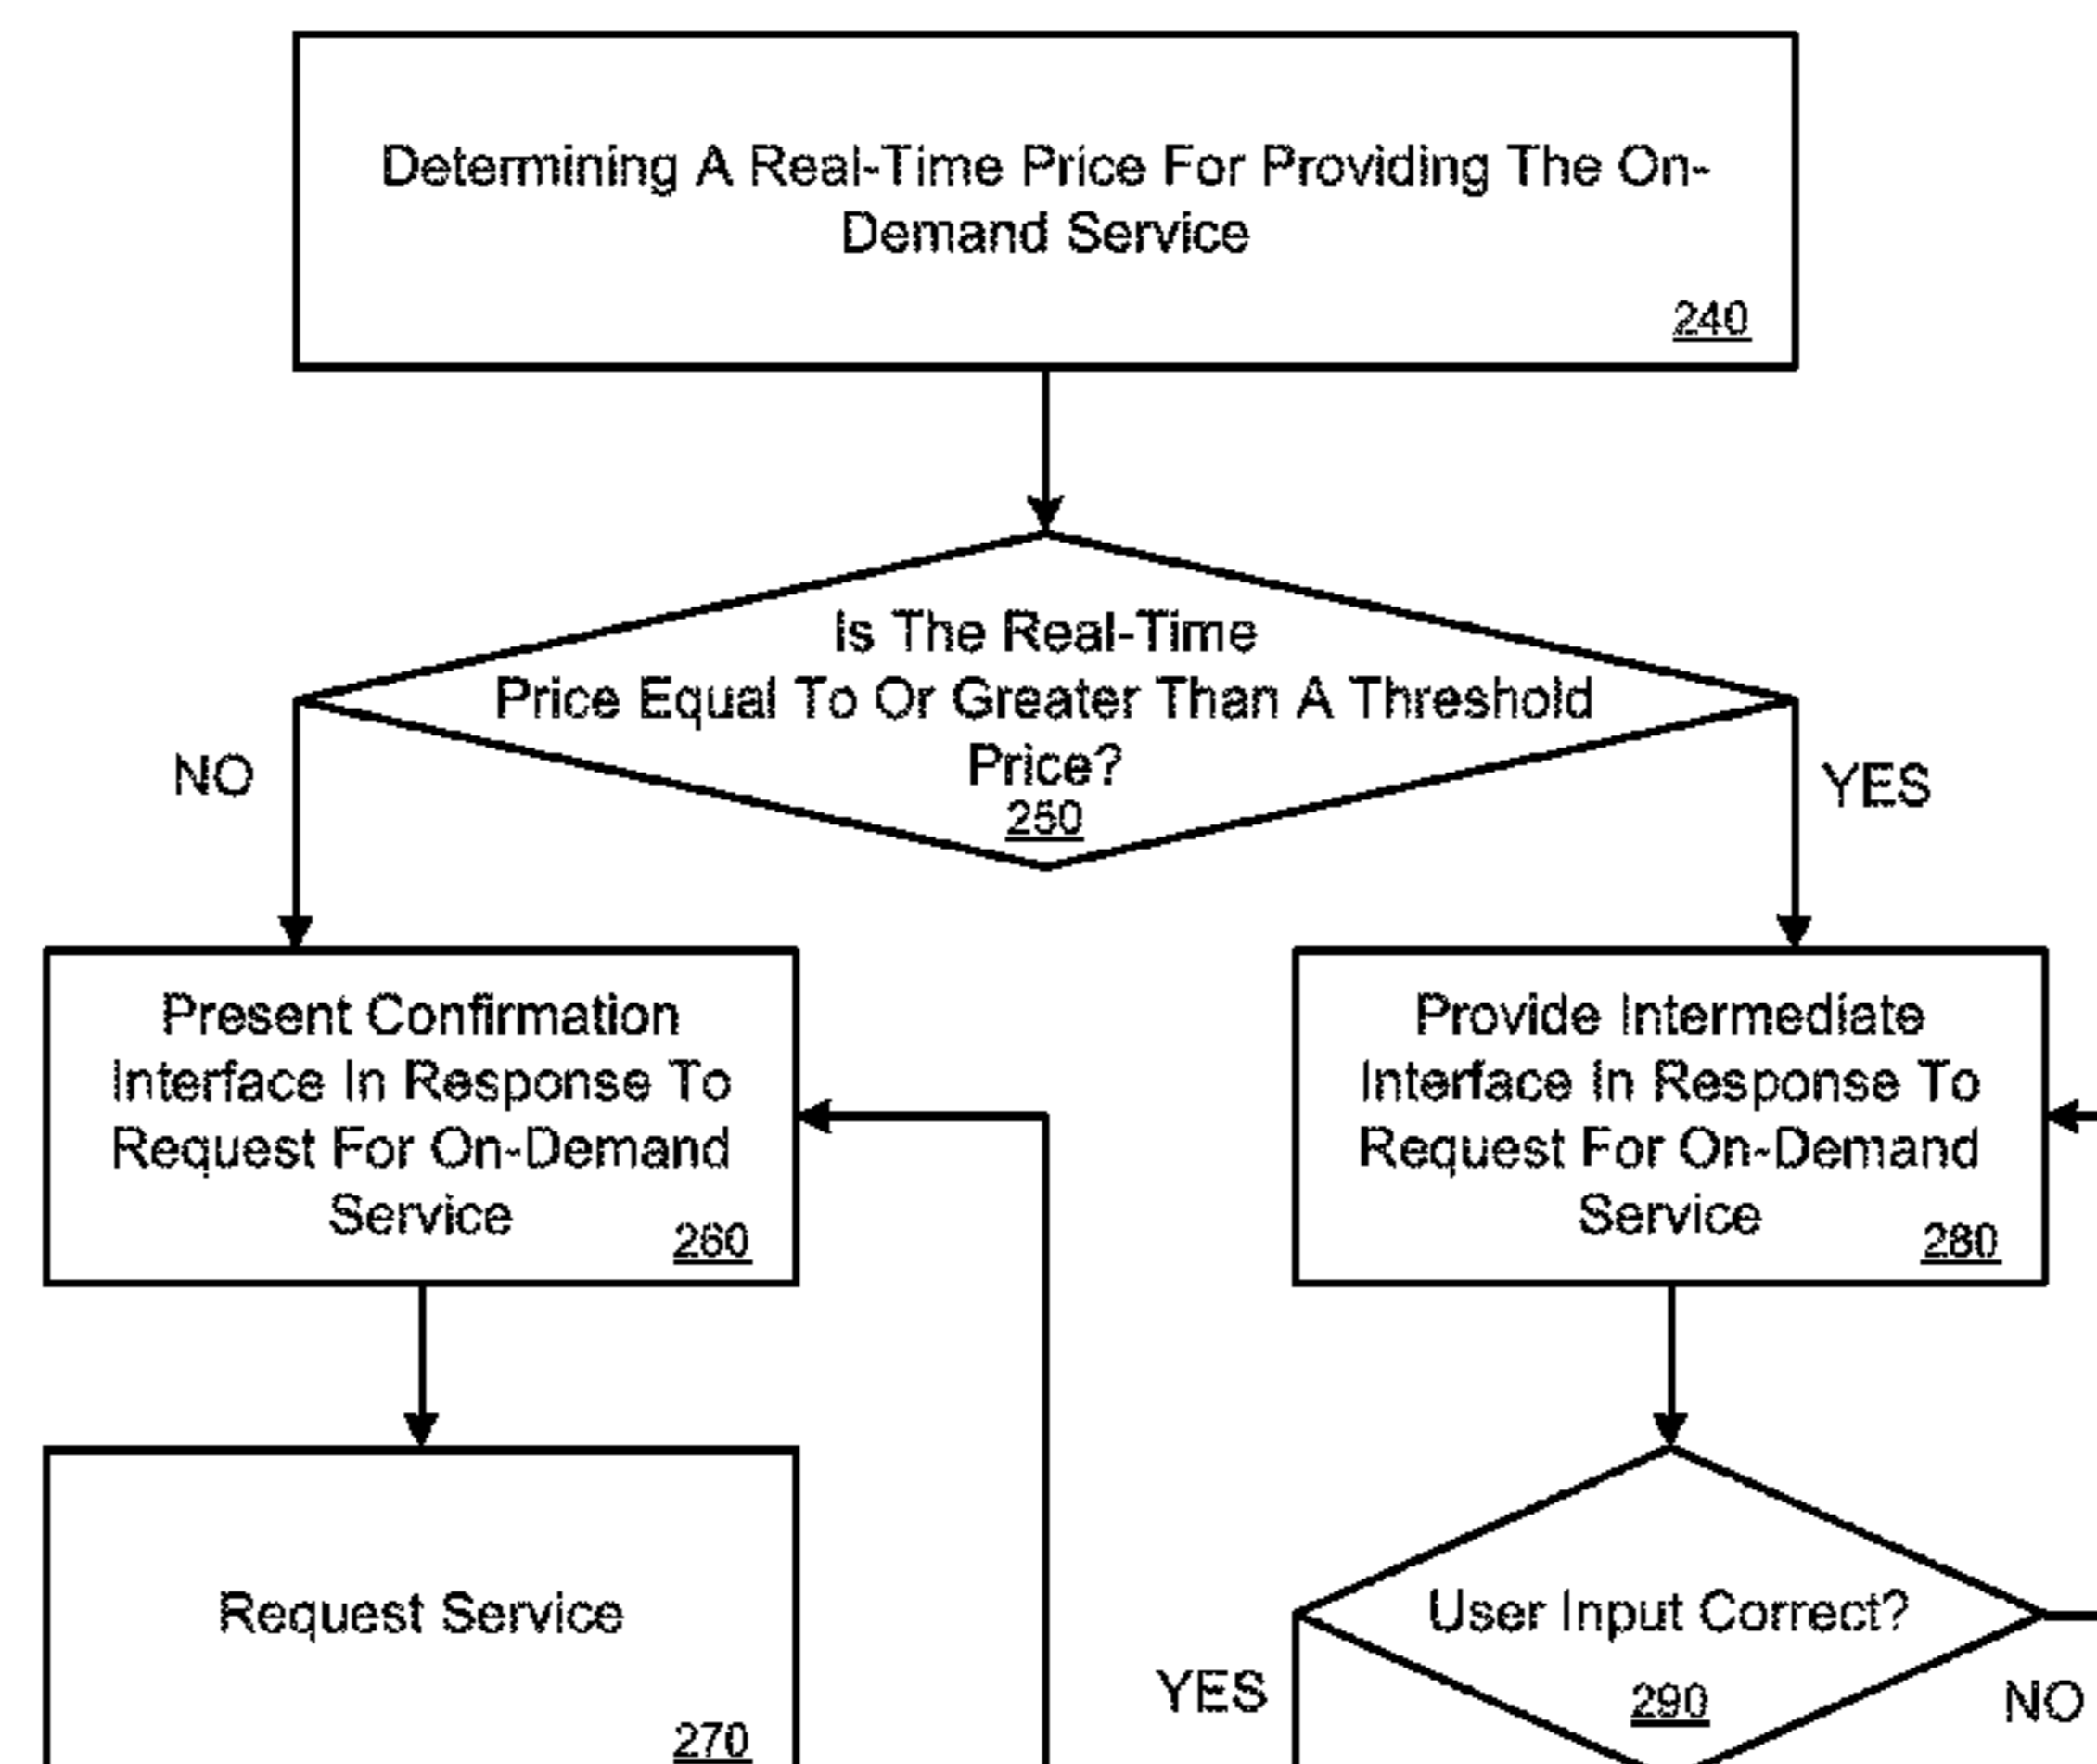 Determining A Real-Time Price For Providing The On-
Demand Service
240
Is The Real-Time
Price Equal To Or Greater Than A Threshold
Price?
250
NO
YES
Present Confirmation
Interface In Response To
Request For On-Demand
Service
260
Provide Intermediate
Interface In Response To
Request For On-Demand
Service
280
Request Service
270
User Input Correct?
290
YES
NO